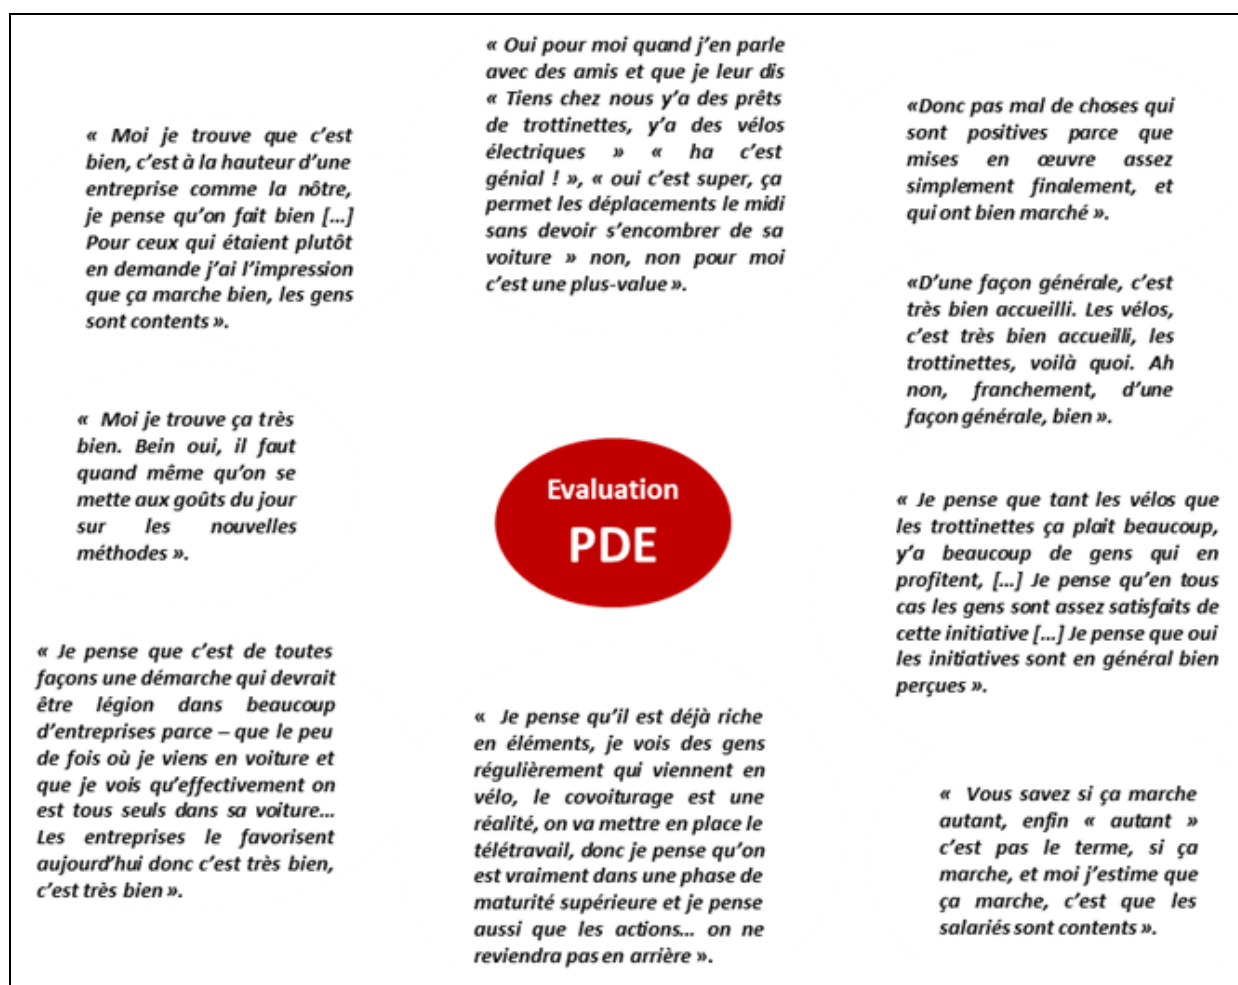 « Moi je trouve que c'est
bien, c'est à la hauteur d'une
entreprise comme la nôtre,
je pense qu'on fait bien […]
Pour ceux qui étaient plutôt
en demande j'ai l'impression
que ça marche bien, les gens
sont contents ».
« Oui pour moi quand j'en parle
avec des amis et que je leur dis
« Tiens chez nous y'a des prêts
de trottinettes, y'a des vélos
électriques » « ha c'est
génial ! », « oui c'est super, ça
permet les déplacements le midi
sans devoir s'encombrer de sa
voiture » non, non pour moi
c'est une plus-value ».
«Donc pas mal de choses qui
sont positives parce que
mises en œuvre assez
simplement finalement, et
qui ont bien marché ».
«D'une façon générale, c'est
très bien accueilli. Les vélos,
c'est très bien accueilli, les
trottinettes, voilà quoi. Ah
non, franchement, d'une
façon générale, bien ».
« Moi je trouve ça très
bien. Bein oui, il faut
quand même qu'on se
mette aux goûts du jour
sur les nouvelles
méthodes ».
Evaluation
PDE
« Je pense que tant les vélos que
les trottinettes ça plait beaucoup,
y'a beaucoup de gens qui en
profitent, […] Je pense qu'en tous
cas les gens sont assez satisfaits de
cette initiative […] Je pense que oui
les initiatives sont en général bien
perçues ».
« Je pense que c'est de toutes
façons une démarche qui devrait
être légion dans beaucoup
d'entreprises parce – que le peu
de fois où je viens en voiture et
que je vois qu'effectivement on
est tous seuls dans sa voiture…
Les entreprises le favorisent
aujourd'hui donc c'est très bien,
c'est très bien ».
« Je pense qu'il est déjà riche
en éléments, je vois des gens
régulièrement qui viennent en
vélo, le covoiturage est une
réalité, on va mettre en place le
télétravail, donc je pense qu'on
est vraiment dans une phase de
maturité supérieure et je pense
aussi que les actions… on ne
reviendra pas en arrière ».
« Vous savez si ça marche
autant, enfin « autant »
c'est pas le terme, si ça
marche, et moi j'estime que
ça marche, c'est que les
salariés sont contents ».